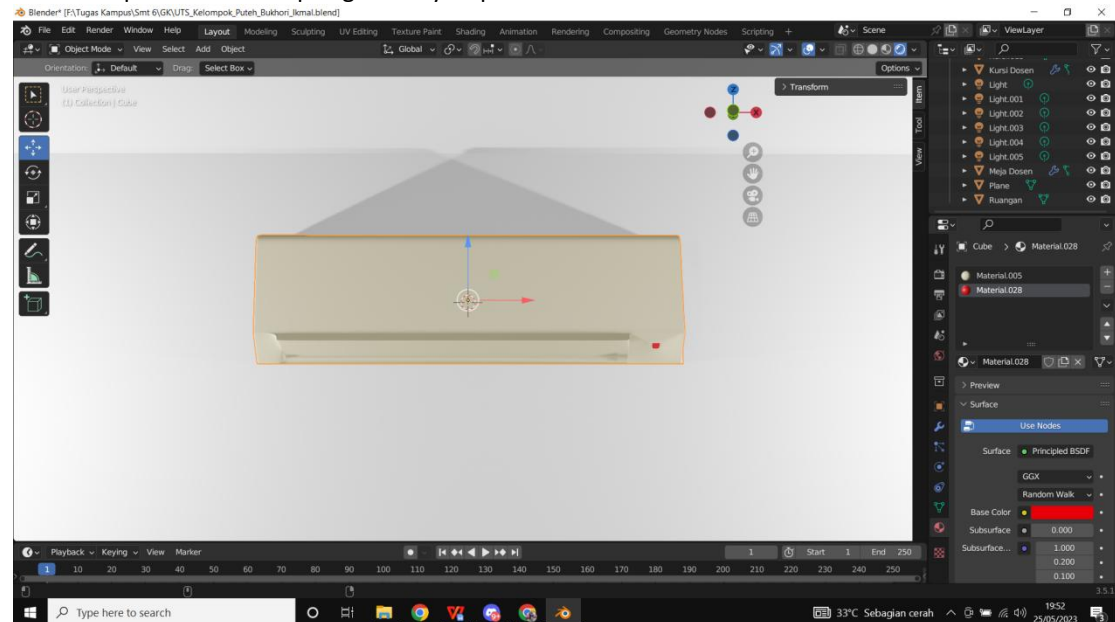 Blender* [F:\Tugas Kampus\Smt 6\GK\UTS_Kelompok_Puteh_Bukhori_Ikmal.blend]
File Edit Render Window Help Layout Modeling Sculpting UV Editing Texture Paint Shading Animation Rendering Compositing Geometry Nodes Scripting + Scene ViewLayer
Object Mode View Select Add Object Global
Orientation: Default Drag: Select Box Options
User Perspective
(1) Collection | Cube
Transform
Item
Tool
View
Z
X
Kursi Dosen
Light
Light.001
Light.002
Light.003
Light.004
Light.005
Meja Dosen
Plane
Ruangan
Cube > Material.028
Material.005
Material.028
Material.028
Preview
Surface
Use Nodes
Surface Principled BSDF
GGX
Random Walk
Base Color
Subsurface 0.000
Subsurface... 1.000
0.200
0.100
Playback Keying View Marker 1 Start 1 End 250
1 10 20 30 40 50 60 70 80 90 100 110 120 130 140 150 160 170 180 190 200 210 220 230 240 250
3.5.1
Type here to search 33°C Sebagian cerah 19:52
25/05/2023
3